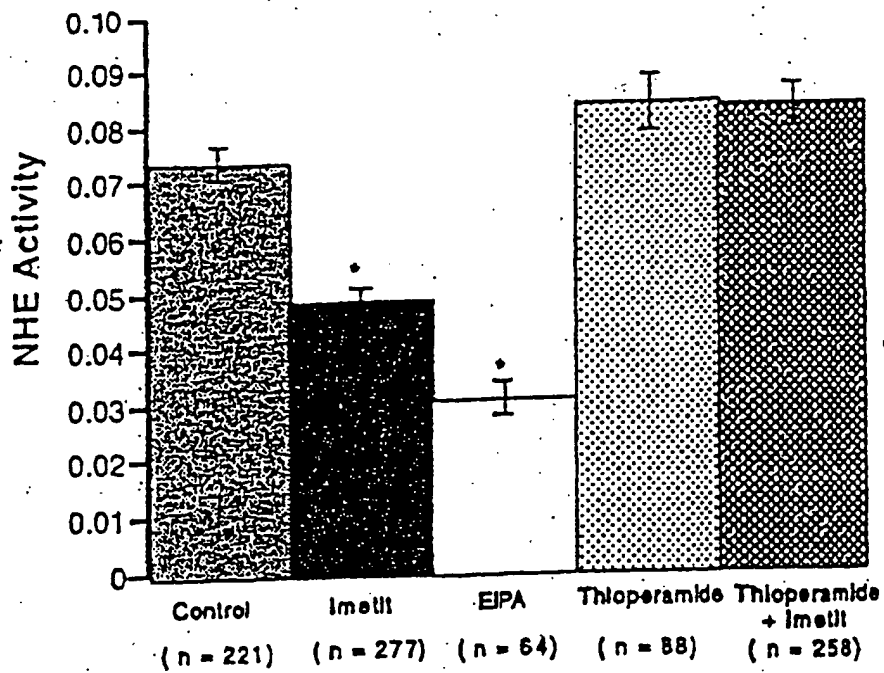 NHE Activity
0.10
0.09
0.08
0.07
0.06
0.05
0.04
0.03
0.02
0.01
0
*
*
Control
Imetit
EIPA
Thioperamide
Thioperamide
+ Imetit
(n = 221)
(n = 277)
(n = 64)
(n = 88)
(n = 258)